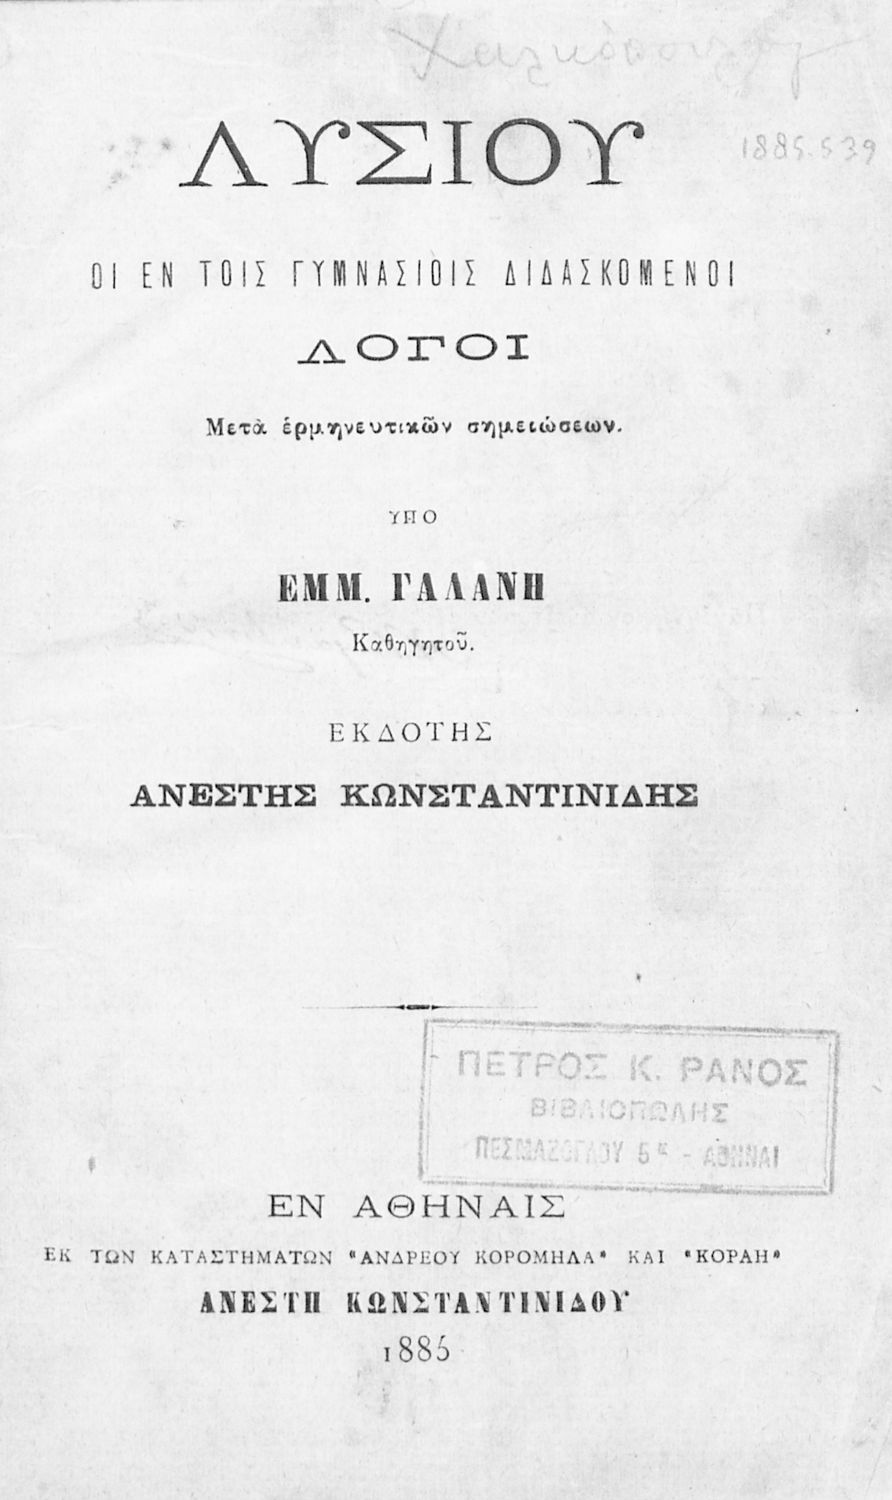 1885.539
ΛΥΣΙΟΥ
ΟΙ ΕΝ ΤΟΙΣ ΓΥΜΝΑΣΙΟΙΣ ΔΙΔΑΣΚΟΜΕΝΟΙ
ΛΟΓΟΙ
Μετὰ ἑρμηνευτικῶν σημειώσεων.
ΥΠΟ
ΕΜΜ. ΓΑΛΑΝΗ
Καθηγητοῦ.
ΕΚΔΟΤΗΣ
ΑΝΕΣΤΗΣ ΚΩΝΣΤΑΝΤΙΝΙΔΗΣ
ΠΕΤΡΟΣ Κ. ΡΑΝΟΣ
ΒΙΒΛΙΟΠΩΛΗΣ
ΠΕΣΜΑΖΟΓΛΟΥ 5 - ΑΘΗΝΑΙ
ΕΝ ΑΘΗΝΑΙΣ
ΕΚ ΤΩΝ ΚΑΤΑΣΤΗΜΑΤΩΝ "ΑΝΔΡΕΟΥ ΚΟΡΟΜΗΛΑ" ΚΑΙ "ΚΟΡΑΗ"
ΑΝΕΣΤΗ ΚΩΝΣΤΑΝΤΙΝΙΔΟΥ
1885